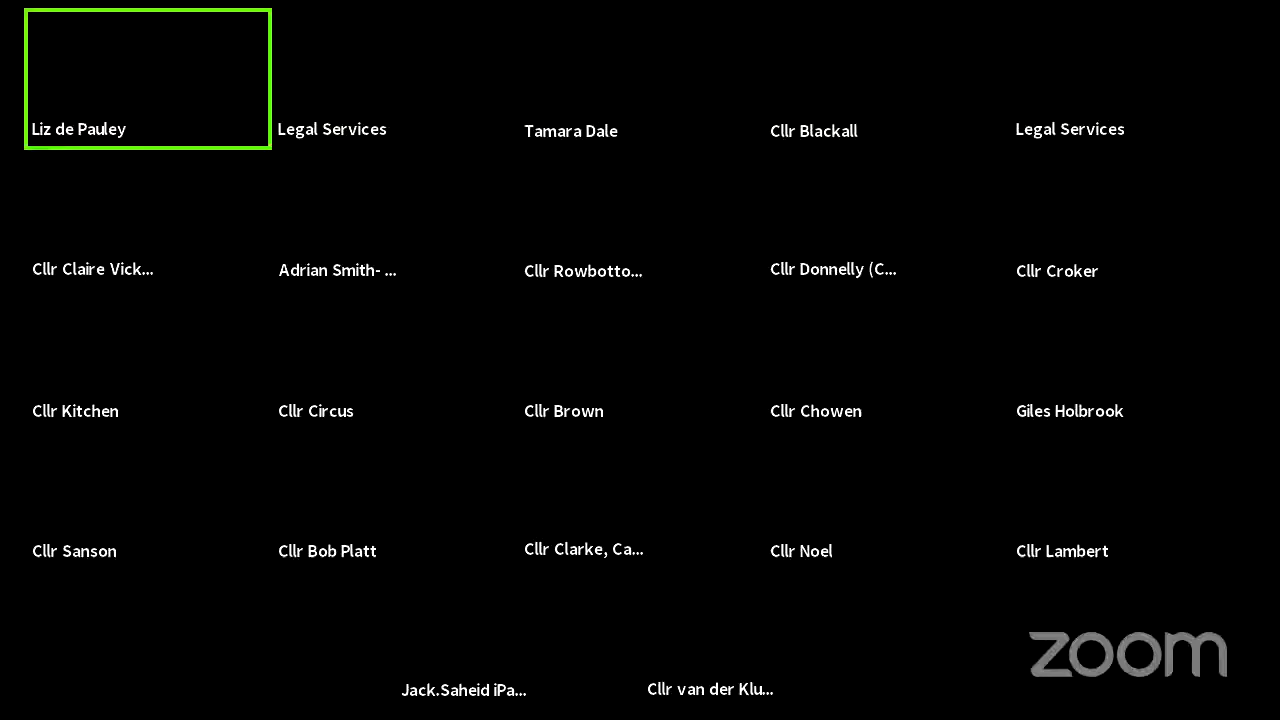 Liz de Pauley
Legal Services
Tamara Dale
Cllr Blackall
Legal Services
Cllr Claire Vick...
Adrian Smith- ...
Cllr Rowbotto...
Cllr Donnelly (C...
Cllr Croker
Cllr Kitchen
Cllr Circus
Cllr Brown
Cllr Chowen
Giles Holbrook
Cllr Sanson
Cllr Bob Platt
Cllr Clarke, Ca...
Cllr Noel
Cllr Lambert
Jack.Saheid iPa...
Cllr van der Klu...
zoom